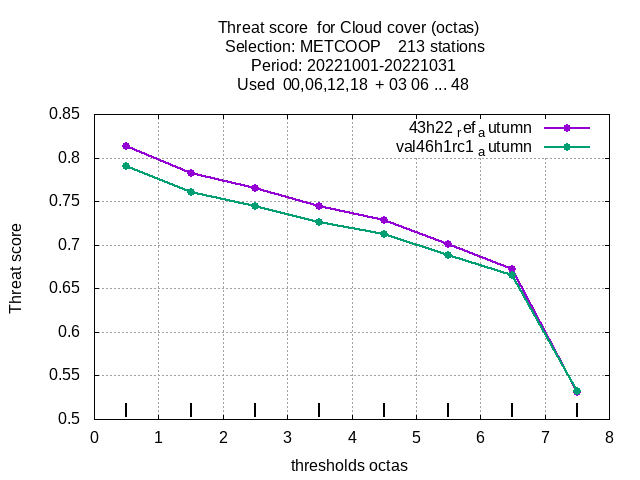 Threat score  for Cloud cover (octas)
Selection: METCOOP    213 stations
Period: 20221001-20221031
Used  00,06,12,18  + 03 06 ... 48
43h22 ref autumn
val46h1rc1 autumn
0.85
0.8
0.75
0.7
0.65
0.6
0.55
0.5
Threat score
0 1 2 3 4 5 6 7 8
thresholds octas